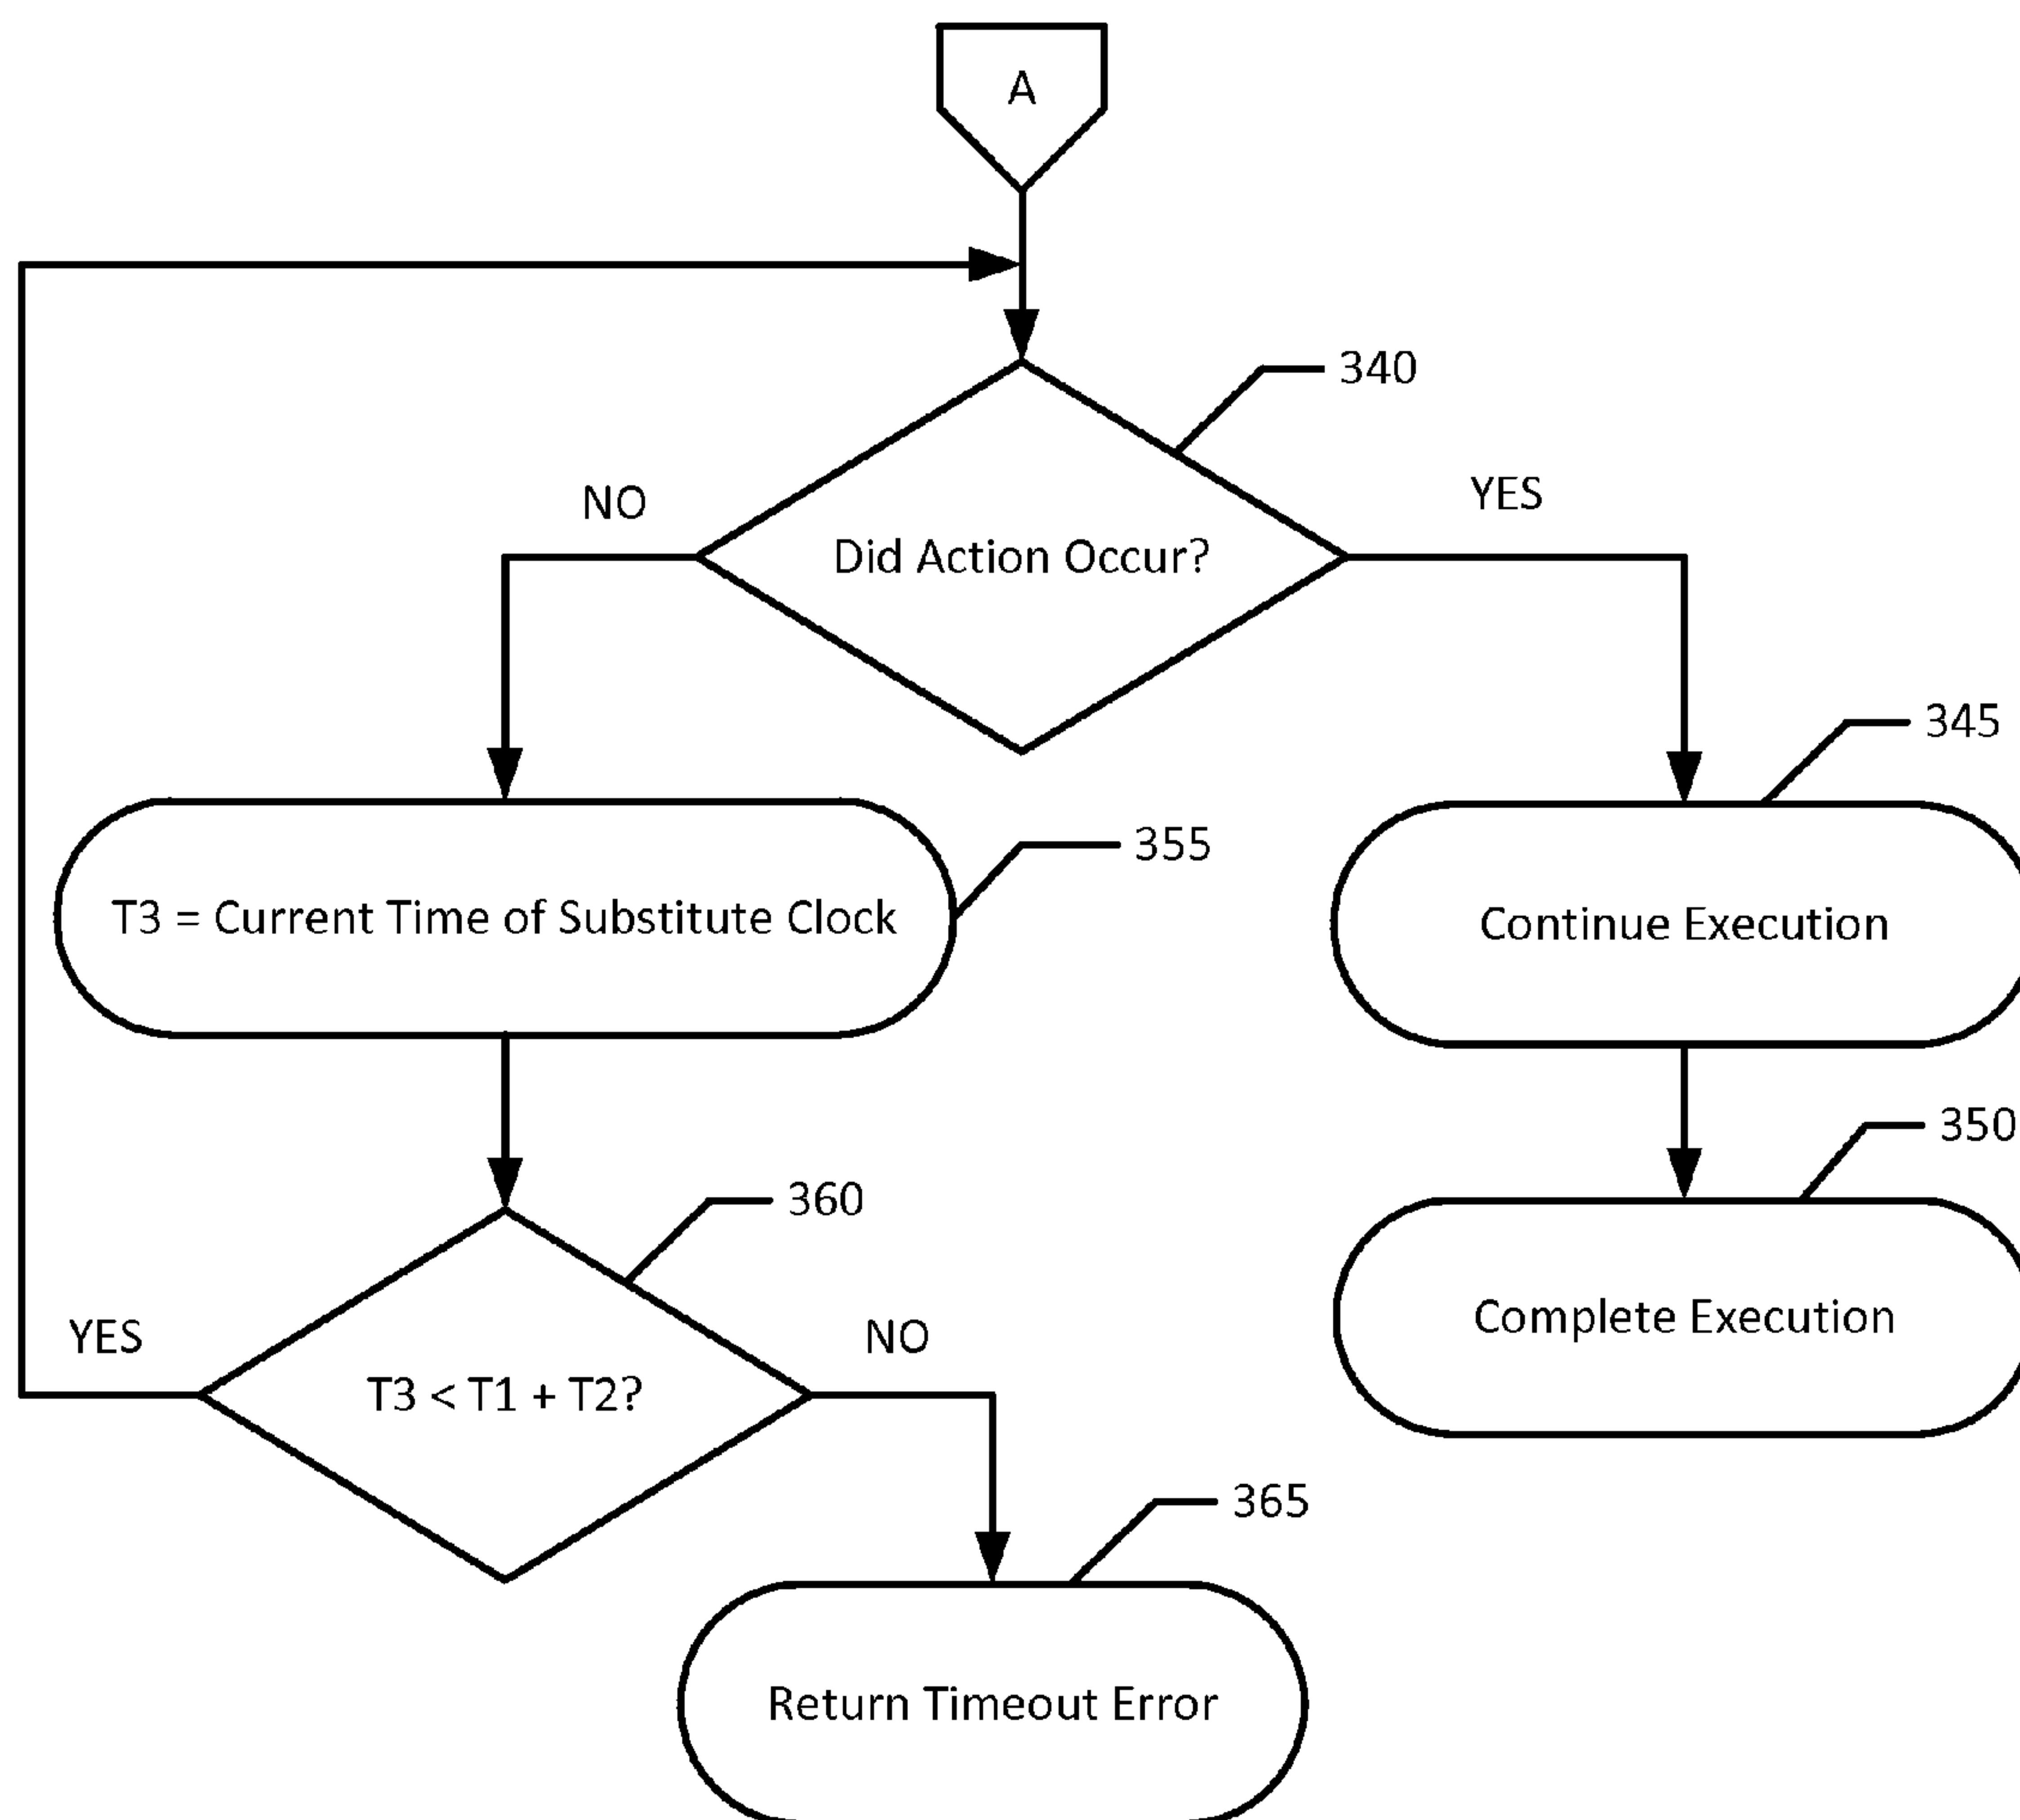 A
340
NO
YES
Did Action Occur?
345
355
T3 = Current Time of Substitute Clock
Continue Execution
350
360
YES
NO
Complete Execution
T3 < T1 + T2?
365
Return Timeout Error